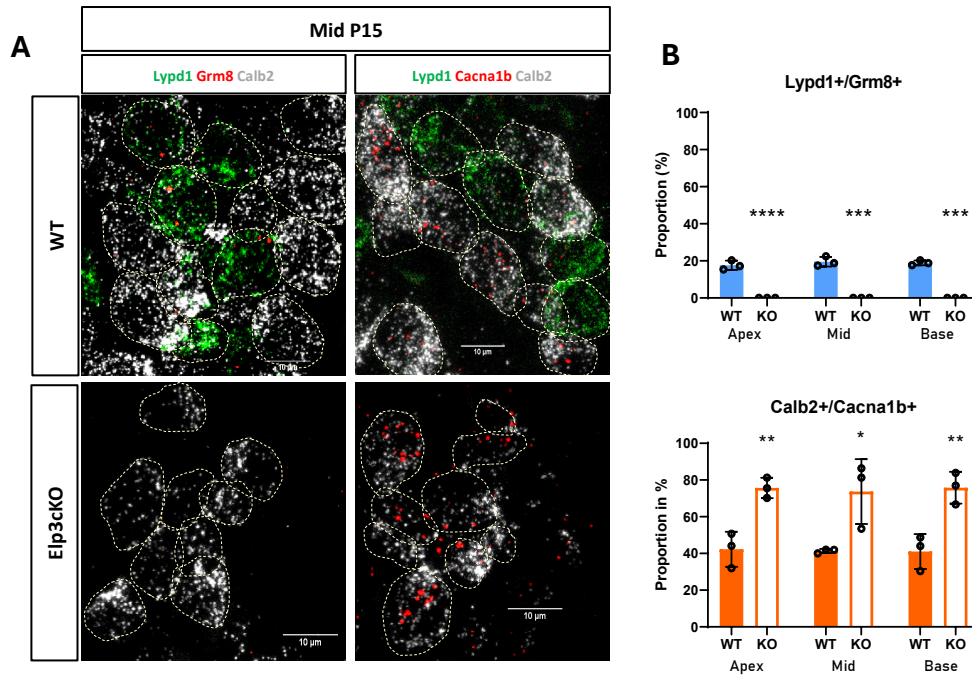 A
Mid P15
Lypd1 Grm8 Calb2
Lypd1 Cacna1b Calb2
WT
10 µm
10 µm
Elp3cKO
10 µm
10 µm
B
Lypd1+/Grm8+
Proportion (%)
100
80
60
40
20
0
**** *** ***
WT KO WT KO WT KO
Apex Mid Base
Calb2+/Cacna1b+
Proportion in %
100
80
60
40
20
0
** * **
WT KO WT KO WT KO
Apex Mid Base